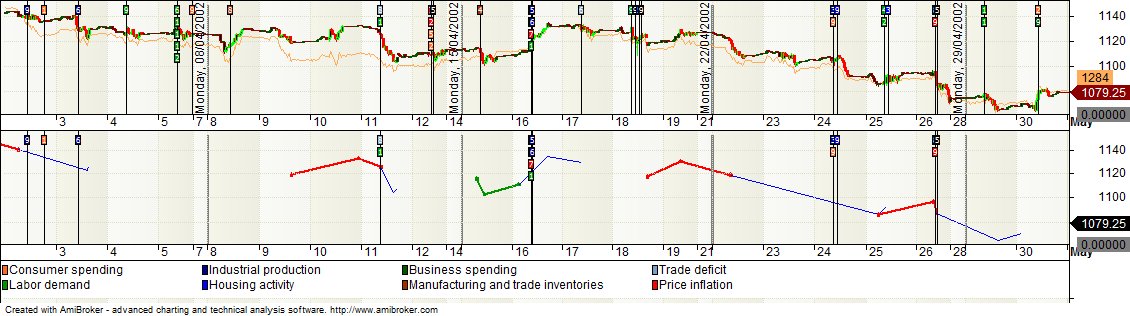 1140
1120
1100
1284
1079.25
0.00000
Monday, 08/04/2002
Monday, 15/04/2002
Monday, 22/04/2002
Monday, 29/04/2002
3 4 5 7 8 9 10 11 12 14 15 16 17 18 19 21 22 23 24 25 26 28 29 30 May
1140
1120
1100
1079.25
0.00000
3 4 5 7 8 9 10 11 12 14 15 16 17 18 19 21 23 24 25 26 28 30 May
Consumer spending Industrial production Business spending Trade deficit
Labor demand Housing activity Manufacturing and trade inventories Price inflation
Created with AmiBroker - advanced charting and technical analysis software. http://www.amibroker.com